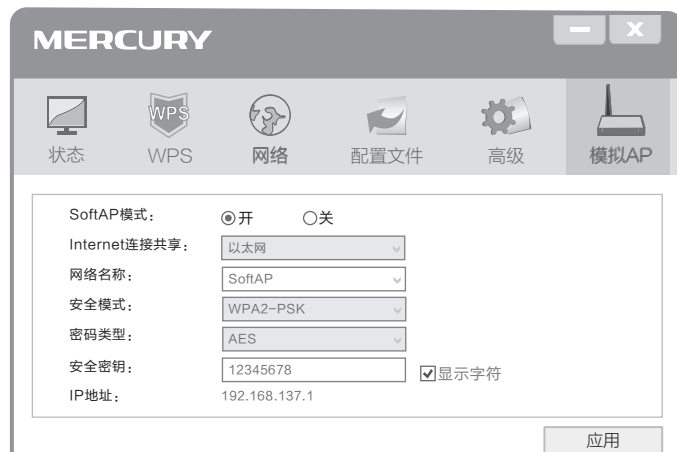 MERCURY
X
WPS
状态 WPS 网络 配置文件 高级 模拟AP
SoftAP模式： 开 关
Internet连接共享： 以太网
网络名称： SoftAP
安全模式： WPA2-PSK
密码类型： AES
安全密钥： 12345678 显示字符
IP地址： 192.168.137.1
应用